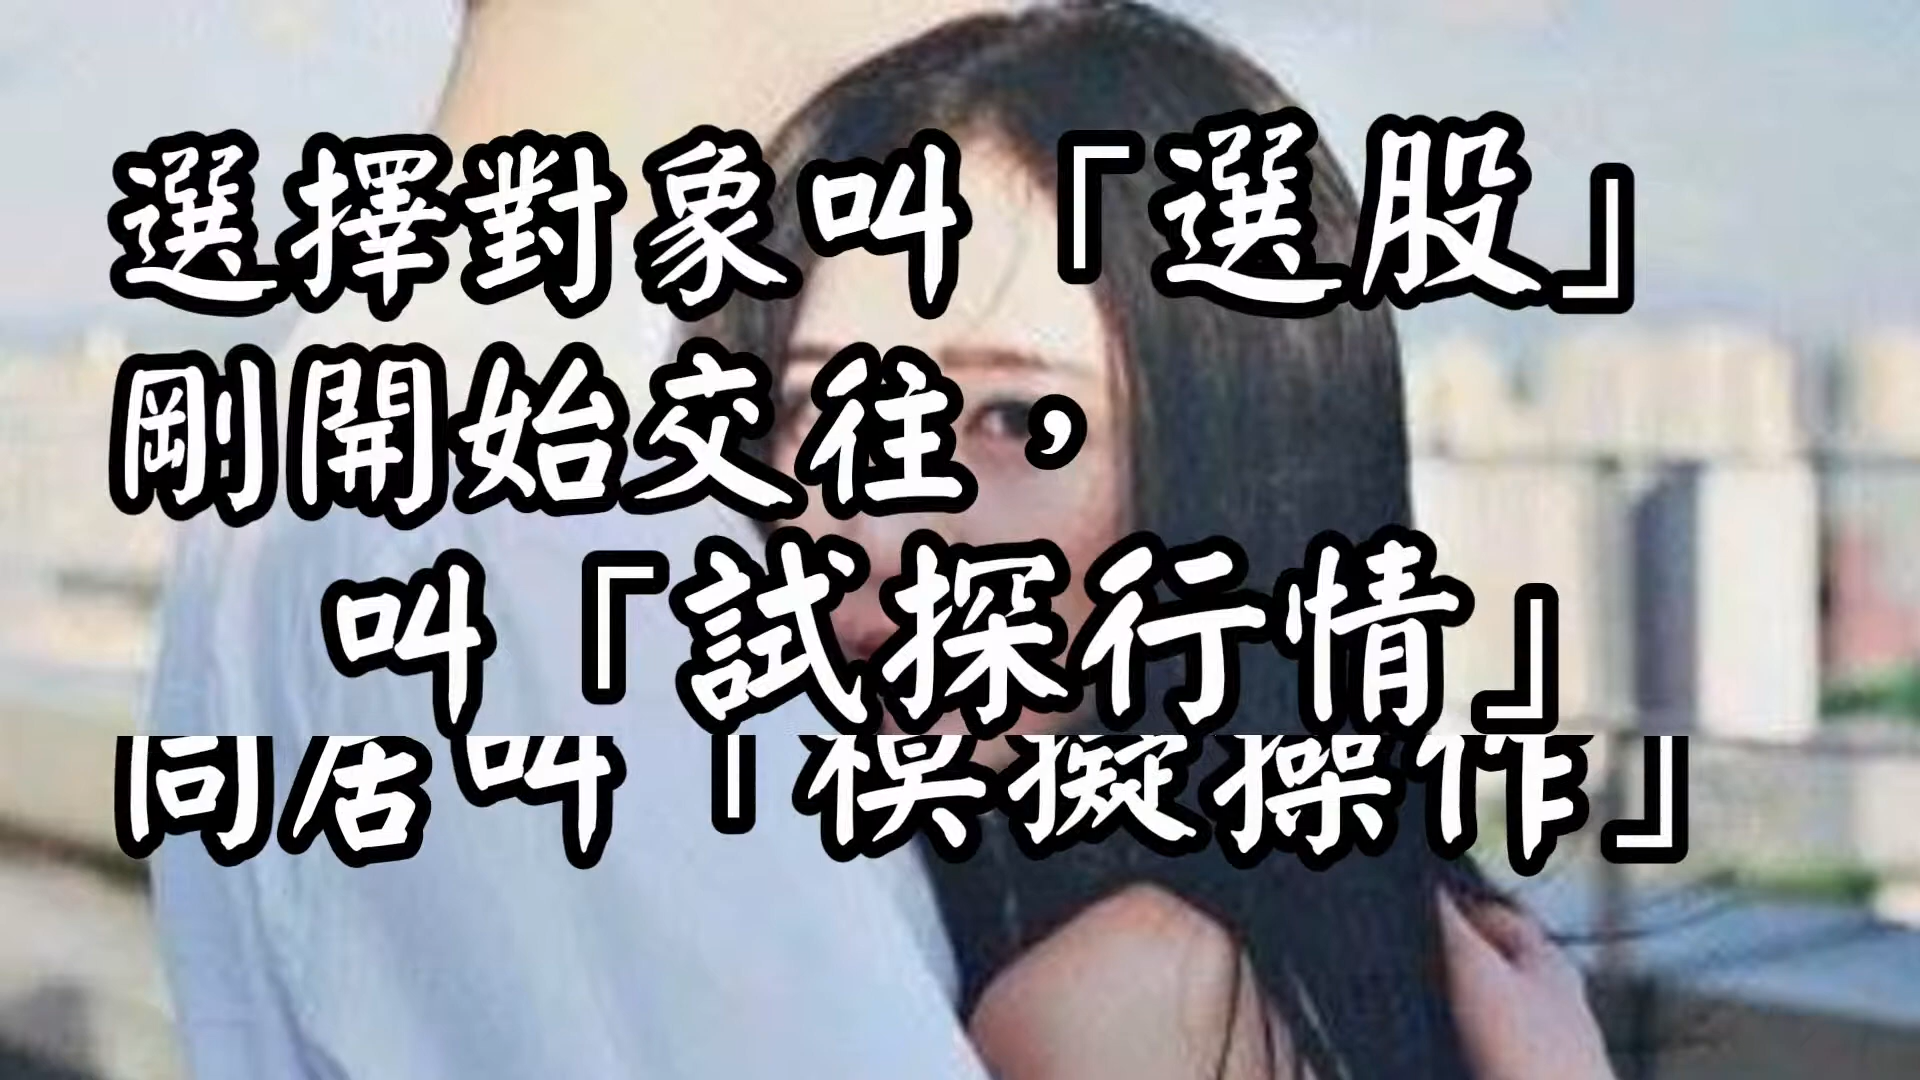 選擇對象叫「選股」
剛開始交往，
叫「試探行情」
同居叫「模擬操作」